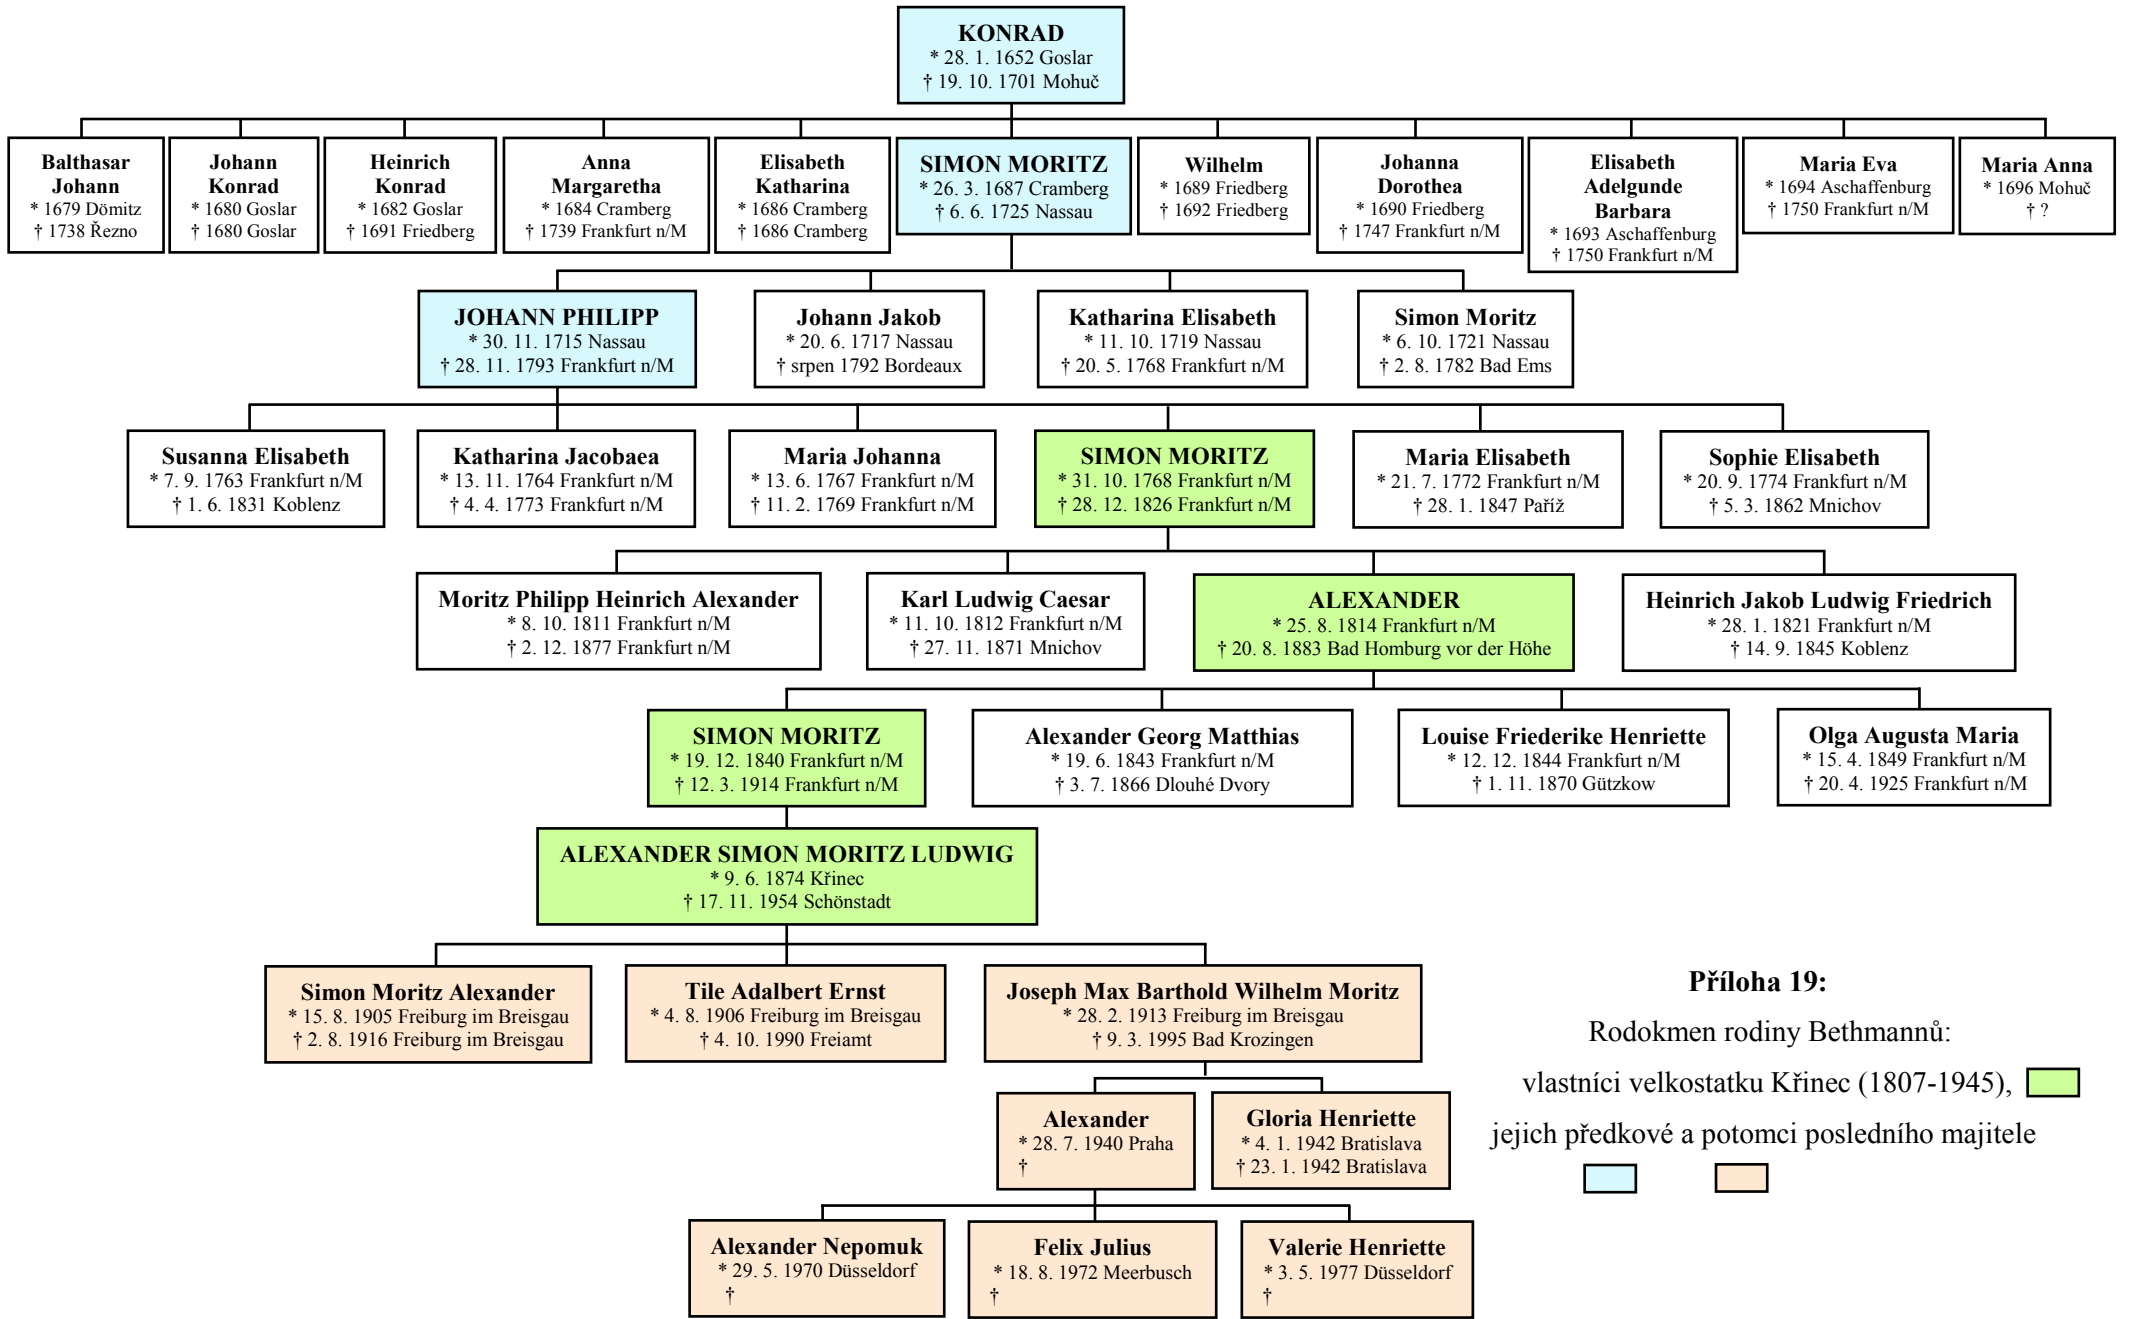 KONRAD
* 28. 1. 1652 Goslar
† 19. 10. 1701 Mohuč
Balthasar
Johann
* 1679 Dömitz
† 1738 Řezno
Johann
Konrad
* 1680 Goslar
† 1680 Goslar
Heinrich
Konrad
* 1682 Goslar
† 1691 Friedberg
Anna
Margaretha
* 1684 Cramberg
† 1739 Frankfurt n/M
Elisabeth
Katharina
* 1686 Cramberg
† 1686 Cramberg
SIMON MORITZ
* 26. 3. 1687 Cramberg
† 6. 6. 1725 Nassau
Wilhelm
* 1689 Friedberg
† 1692 Friedberg
Johanna
Dorothea
* 1690 Friedberg
† 1747 Frankfurt n/M
Elisabeth
Adelgunde
Barbara
* 1693 Aschaffenburg
† 1750 Frankfurt n/M
Maria Eva
* 1694 Aschaffenburg
† 1750 Frankfurt n/M
Maria Anna
* 1696 Mohuč
† ?
JOHANN PHILIPP
* 30. 11. 1715 Nassau
† 28. 11. 1793 Frankfurt n/M
Johann Jakob
* 20. 6. 1717 Nassau
† srpen 1792 Bordeaux
Katharina Elisabeth
* 11. 10. 1719 Nassau
† 20. 5. 1768 Frankfurt n/M
Simon Moritz
* 6. 10. 1721 Nassau
† 2. 8. 1782 Bad Ems
Susanna Elisabeth
* 7. 9. 1763 Frankfurt n/M
† 1. 6. 1831 Koblenz
Katharina Jacobaea
* 13. 11. 1764 Frankfurt n/M
† 4. 4. 1773 Frankfurt n/M
Maria Johanna
* 13. 6. 1767 Frankfurt n/M
† 11. 2. 1769 Frankfurt n/M
SIMON MORITZ
* 31. 10. 1768 Frankfurt n/M
† 28. 12. 1826 Frankfurt n/M
Maria Elisabeth
* 21. 7. 1772 Frankfurt n/M
† 28. 1. 1847 Paříž
Sophie Elisabeth
* 20. 9. 1774 Frankfurt n/M
† 5. 3. 1862 Mnichov
Moritz Philipp Heinrich Alexander
* 8. 10. 1811 Frankfurt n/M
† 2. 12. 1877 Frankfurt n/M
Karl Ludwig Caesar
* 11. 10. 1812 Frankfurt n/M
† 27. 11. 1871 Mnichov
ALEXANDER
* 25. 8. 1814 Frankfurt n/M
† 20. 8. 1883 Bad Homburg vor der Höhe
Heinrich Jakob Ludwig Friedrich
* 28. 1. 1821 Frankfurt n/M
† 14. 9. 1845 Koblenz
SIMON MORITZ
* 19. 12. 1840 Frankfurt n/M
† 12. 3. 1914 Frankfurt n/M
Alexander Georg Matthias
* 19. 6. 1843 Frankfurt n/M
† 3. 7. 1866 Dlouhé Dvory
Louise Friederike Henriette
* 12. 12. 1844 Frankfurt n/M
† 1. 11. 1870 Gützkow
Olga Augusta Maria
* 15. 4. 1849 Frankfurt n/M
† 20. 4. 1925 Frankfurt n/M
ALEXANDER SIMON MORITZ LUDWIG
* 9. 6. 1874 Křinec
† 17. 11. 1954 Schönstadt
Simon Moritz Alexander
* 15. 8. 1905 Freiburg im Breisgau
† 2. 8. 1916 Freiburg im Breisgau
Tile Adalbert Ernst
* 4. 8. 1906 Freiburg im Breisgau
† 4. 10. 1990 Freiamt
Joseph Max Barthold Wilhelm Moritz
* 28. 2. 1913 Freiburg im Breisgau
† 9. 3. 1995 Bad Krozingen
Alexander
* 28. 7. 1940 Praha
†
Gloria Henriette
* 4. 1. 1942 Bratislava
† 23. 1. 1942 Bratislava
Alexander Nepomuk
* 29. 5. 1970 Düsseldorf
†
Felix Julius
* 18. 8. 1972 Meerbusch
†
Valerie Henriette
* 3. 5. 1977 Düsseldorf
†
Příloha 19:
Rodokmen rodiny Bethmannů:
vlastníci velkostatku Křinec (1807-1945),
jejich předkové a potomci posledního majitele